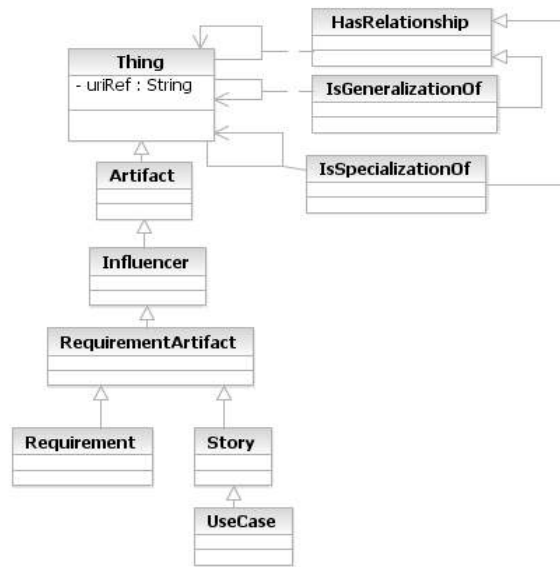 HasRelationship
Thing
- uriRef : String
IsGeneralizationOf
Artifact
IsSpecializationOf
Influencer
RequirementArtifact
Requirement
Story
UseCase